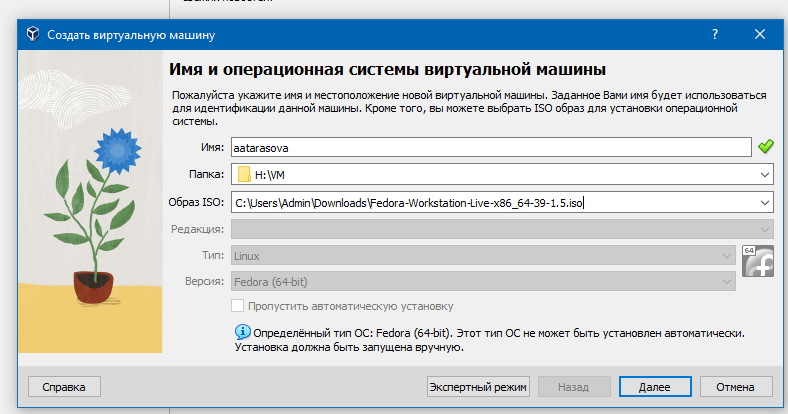 Создать виртуальную машину
?
Имя и операционная системы виртуальной машины
Пожалуйста укажите имя и местоположение новой виртуальной машины. Заданное Вами имя будет использоваться
для идентификации данной машины. Кроме того, вы можете выбрать ISO образ для установки операционной
системы.
Имя: aatarasova
Папка: H:\VM
Образ ISO: C:\Users\Admin\Downloads\Fedora-Workstation-Live-x86_64-39-1.5.iso
Редакция:
Тип: Linux
64
Версия: Fedora (64-bit)
Пропустить автоматическую установку
Определённый тип ОС: Fedora (64-bit). Этот тип ОС не может быть установлен автоматически.
Установка должна быть запущена вручную.
Справка Экспертный режим Назад Далее Отмена